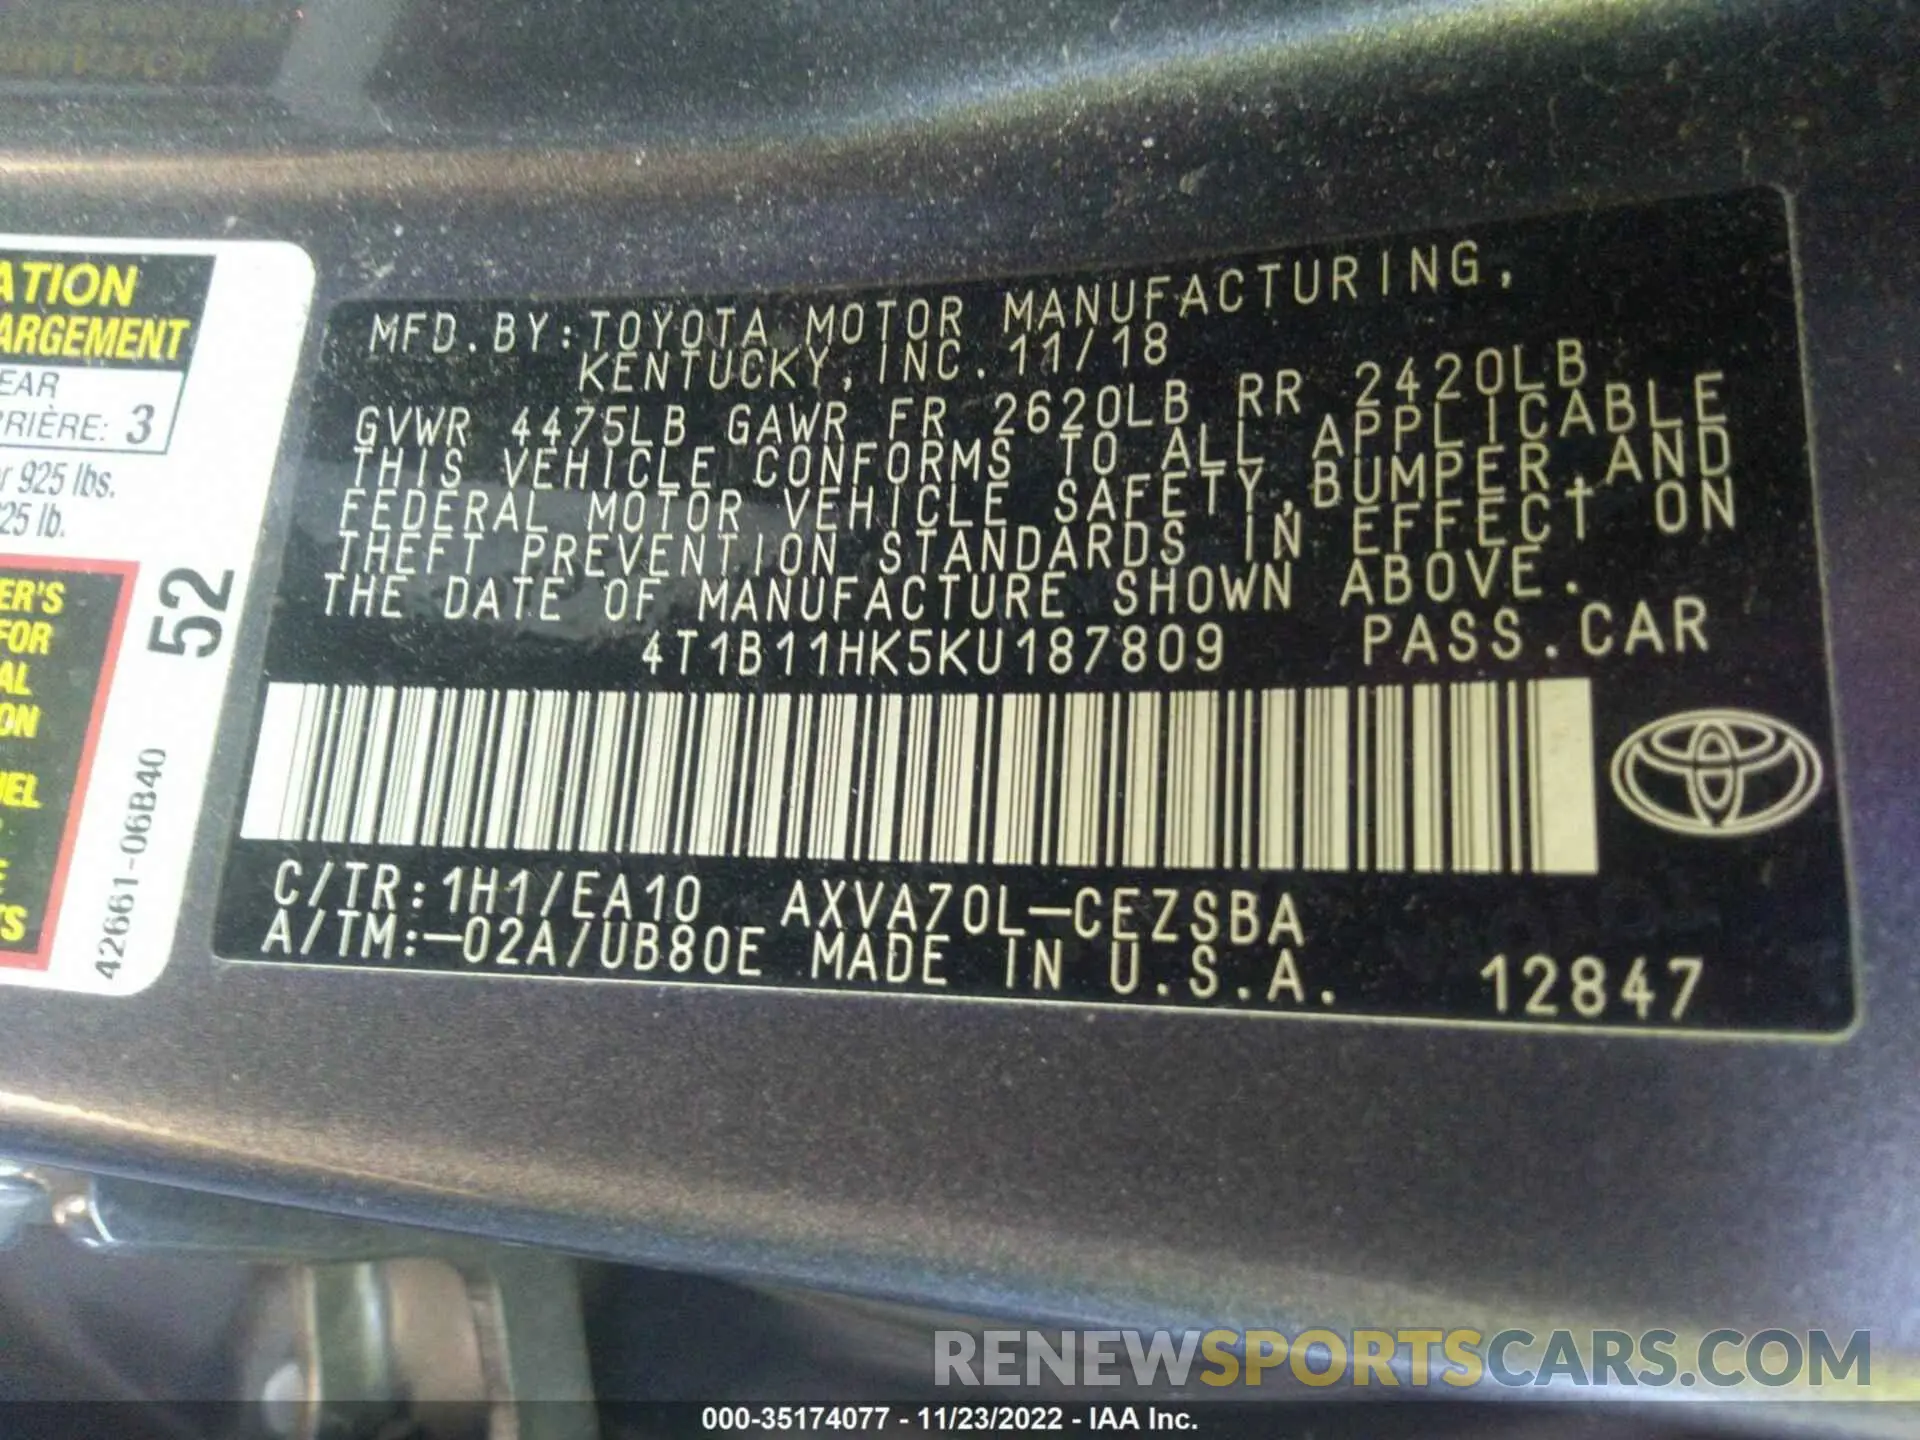 ATION
ARGEMENT
EAR
RIÈRE: 3
r 925 lbs.
25 lb.
ER'S
FOR
AL
ON
UEL
E
TS
52
42661-06B40
MFD.BY:TOYOTA MOTOR MANUFACTURING,
KENTUCKY,INC.11/18
GVWR 4475LB GAWR FR 2620LB RR 2420LB
THIS VEHICLE CONFORMS TO ALL APPLICABLE
FEDERAL MOTOR VEHICLE SAFETY,BUMPER,AND
THEFT PREVENTION STANDARDS IN EFFECT ON
THE DATE OF MANUFACTURE SHOWN ABOVE.
4T1B11HK5KU187809 PASS.CAR
C/TR:1H1/EA10 AXVA70L-CEZSBA
A/TM:-02A/UB80E MADE IN U.S.A. 12847
RENEWSPORTSCARS.COM
000-35174077 - 11/23/2022 - IAA Inc.